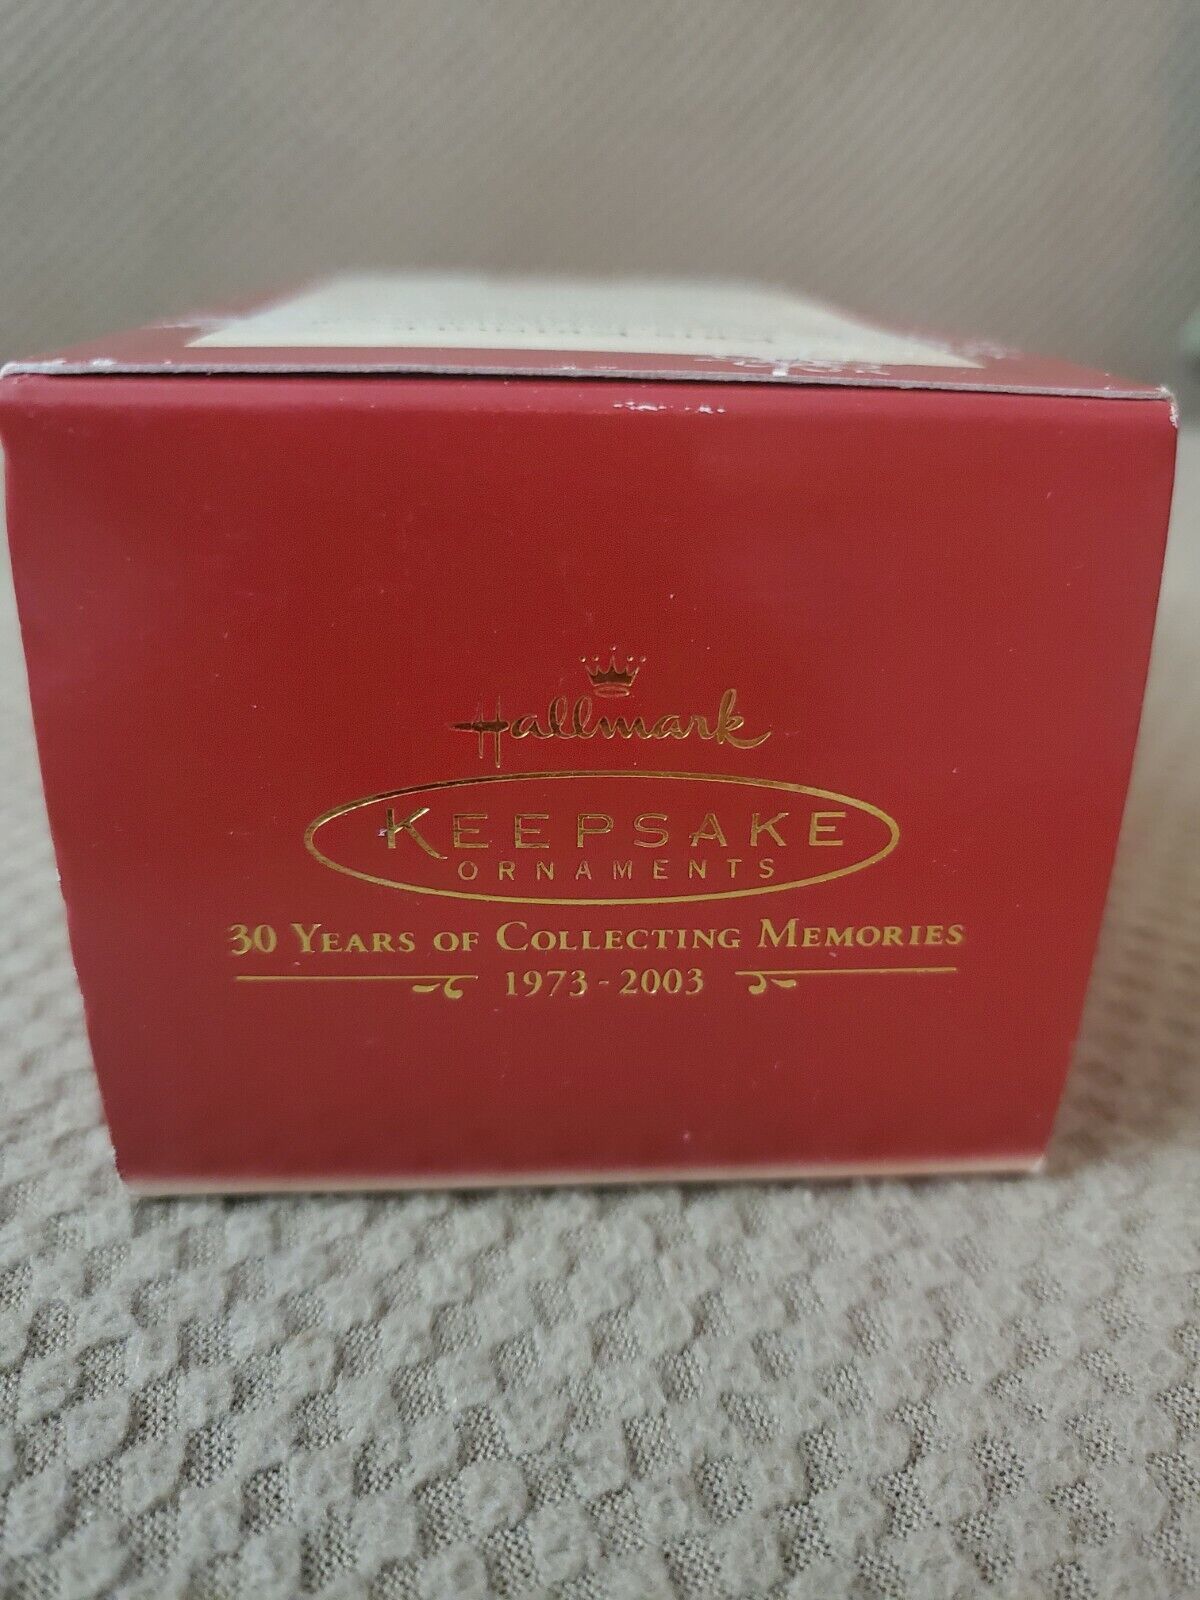 Hallmark
KEEPSAKE
ORNAMENTS
30 YEARS OF COLLECTING MEMORIES
1973 - 2003